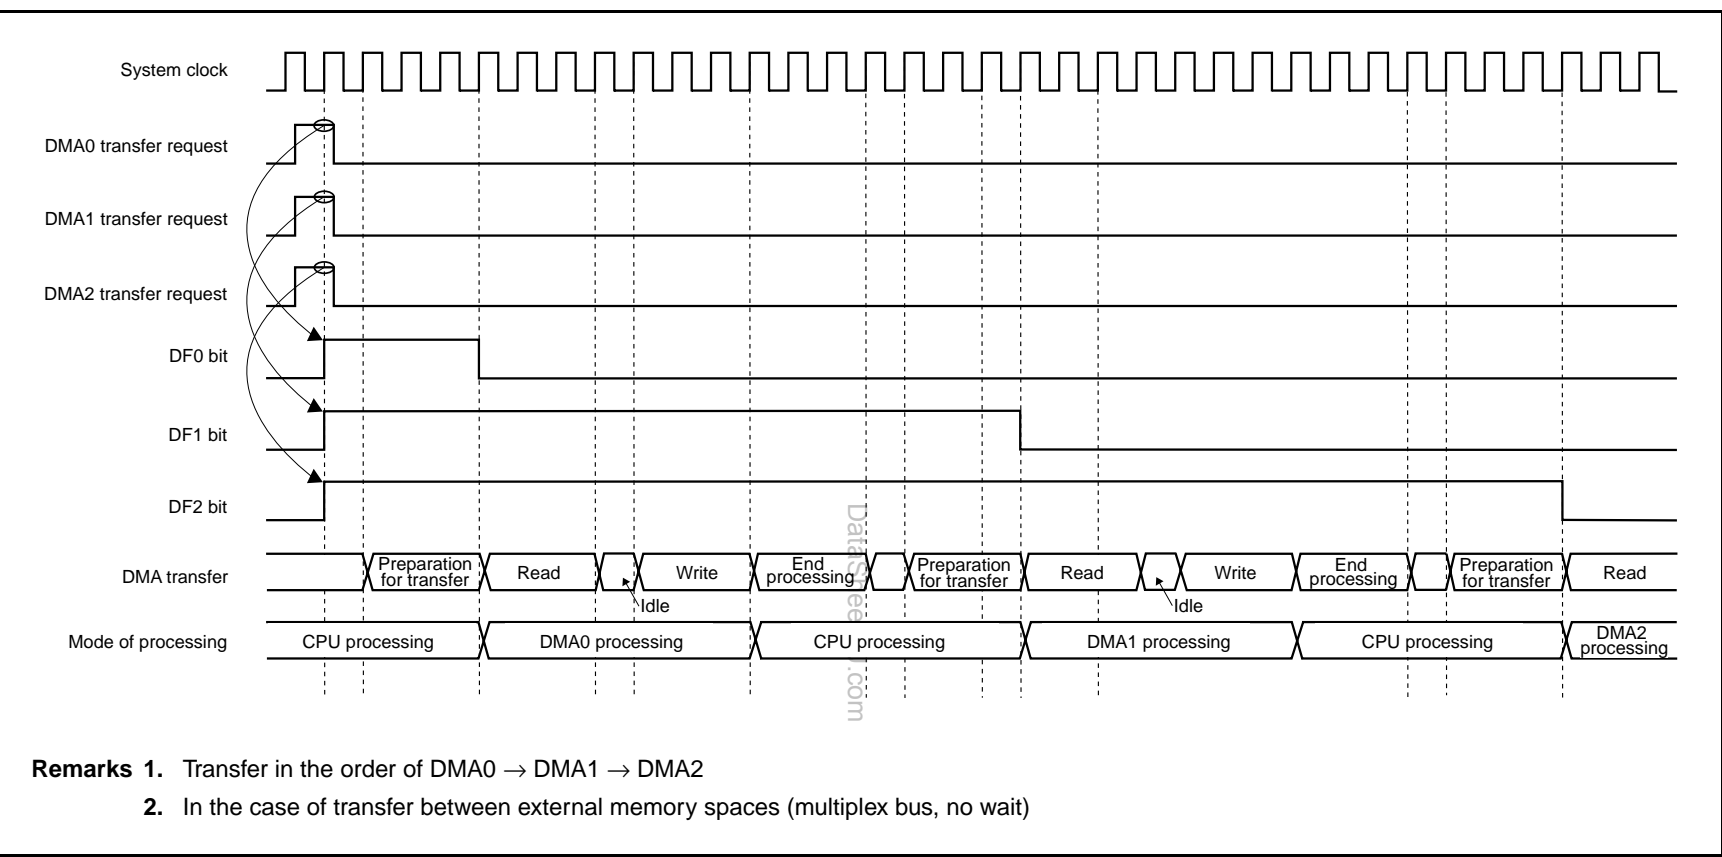 System clock
DMA0 transfer request
DMA1 transfer request
DMA2 transfer request
DF0 bit
DF1 bit
DF2 bit
DMA transfer
Preparation
for transfer
Read
Idle
Write
End
processing
Preparation
for transfer
Read
Idle
Write
End
processing
Preparation
for transfer
Read
Mode of processing
CPU processing
DMA0 processing
CPU processing
DMA1 processing
CPU processing
DMA2
processing
Remarks 1. Transfer in the order of DMA0 → DMA1 → DMA2
2. In the case of transfer between external memory spaces (multiplex bus, no wait)